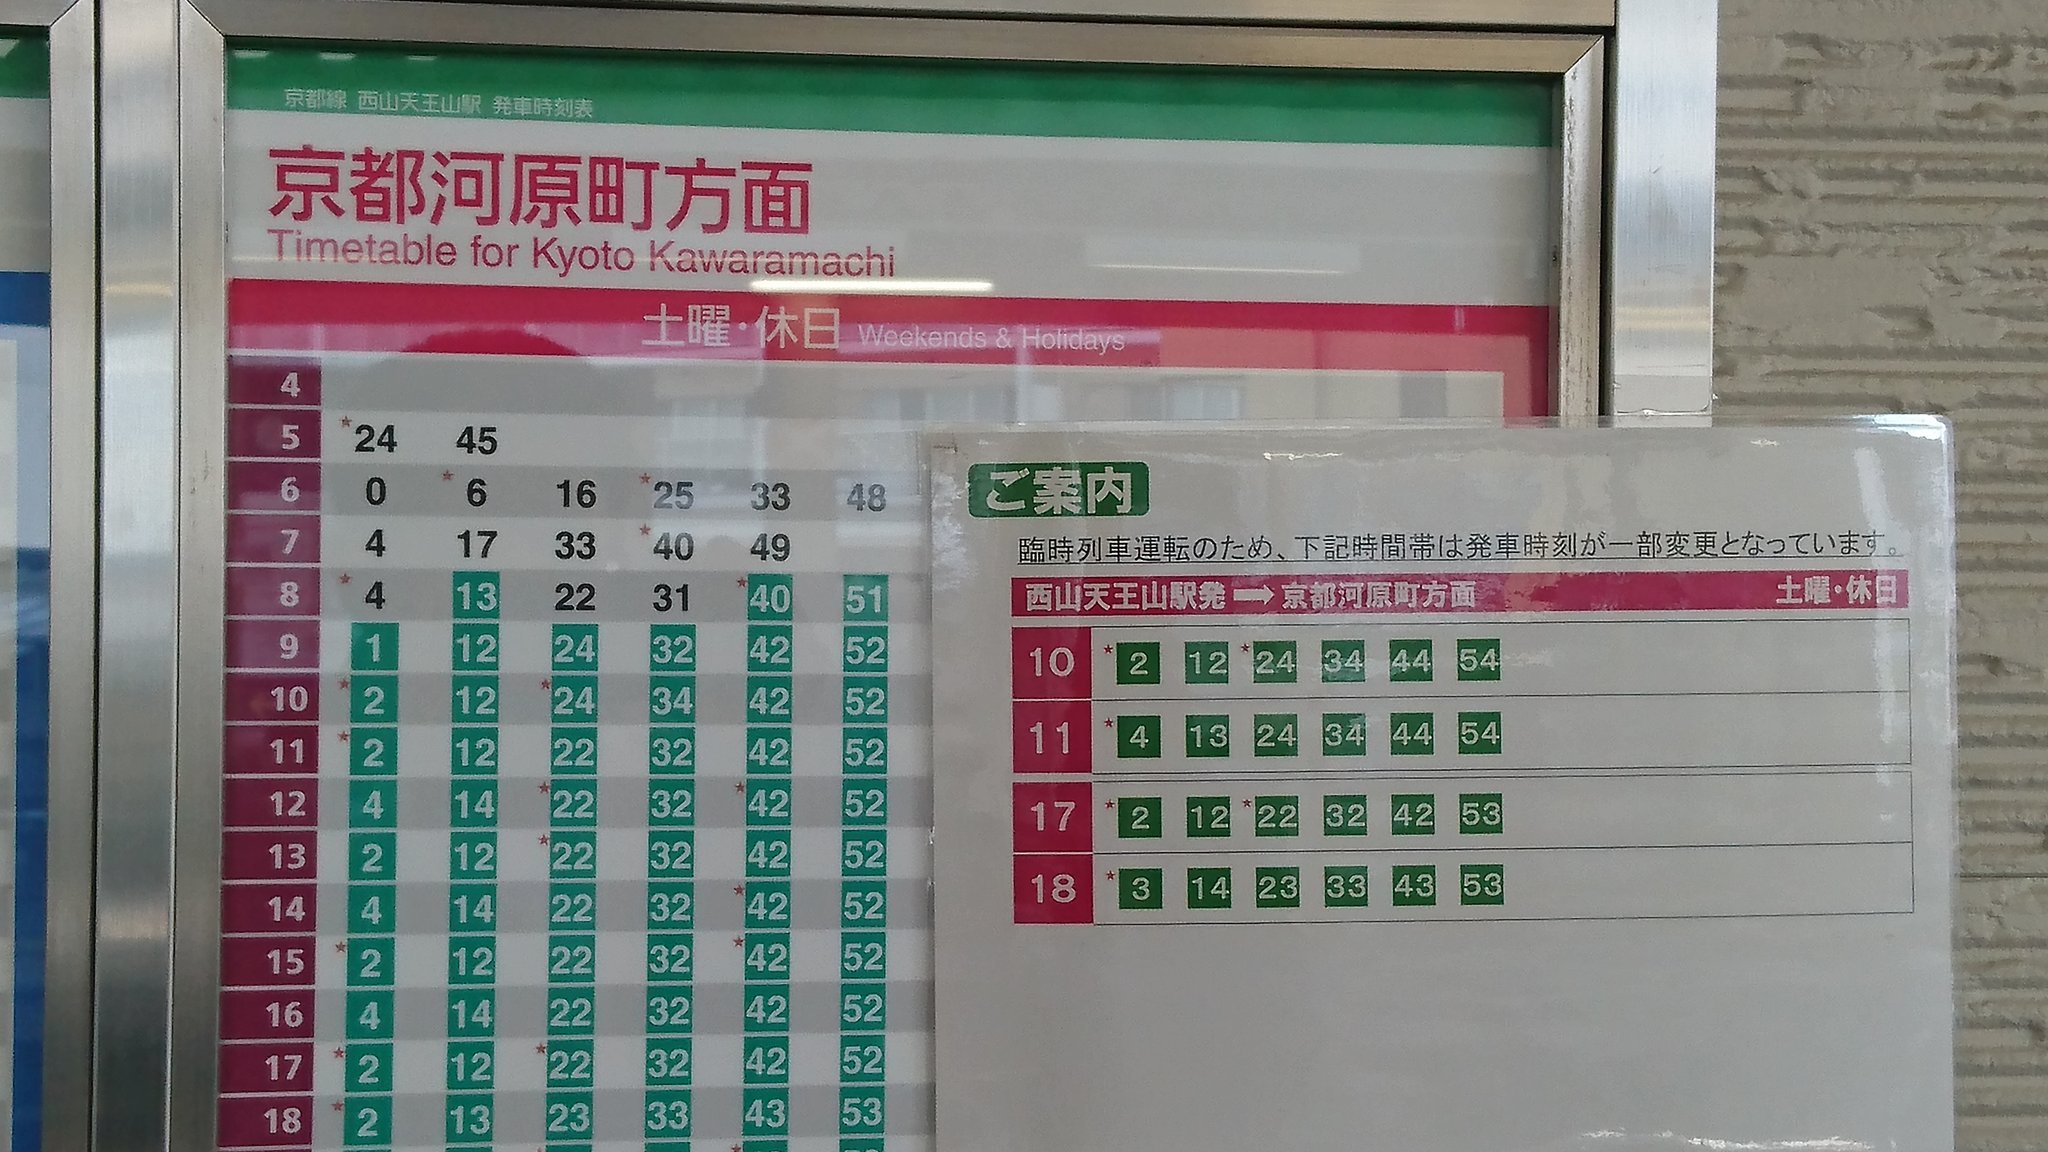 京都線 西山天王山駅 発車時刻表
京都河原町方面
Timetable for Kyoto Kawaramachi
土曜・休日 Weekends & Holidays
4
5 ★24 45
6 0 ★6 16 ★25 33 48
7 4 17 33 ★40 49
8 ★4 13 22 31 ★40 51
9 1 12 24 32 42 52
10 ★2 12 ★24 34 42 52
11 ★2 12 22 32 42 52
12 4 14 ★22 32 ★42 52
13 2 12 ★22 32 42 52
14 4 14 22 32 ★42 52
15 ★2 12 22 32 ★42 52
16 4 14 22 32 42 52
17 ★2 12 ★22 32 42 52
18 ★2 13 23 33 43 53
ご案内
臨時列車運転のため、下記時間帯は発車時刻が一部変更となっています。
西山天王山駅発➡京都河原町方面 土曜・休日
10 ★2 12 ★24 34 44 54
11 ★4 13 24 34 44 54
17 ★2 12 ★22 32 42 53
18 ★3 14 23 33 43 53